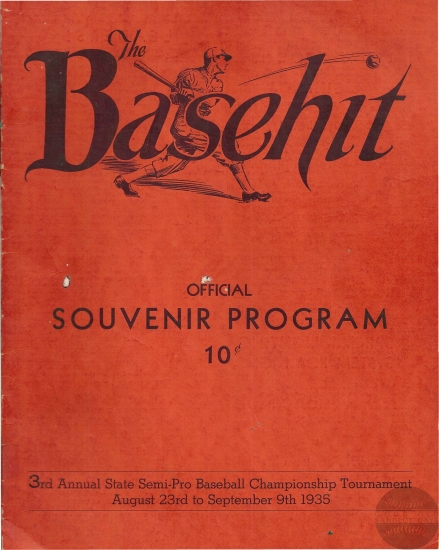 The
Basehit
OFFICIAL
SOUVENIR PROGRAM
10¢
3rd Annual State Semi-Pro Baseball Championship Tournament
August 23rd to September 9th 1935